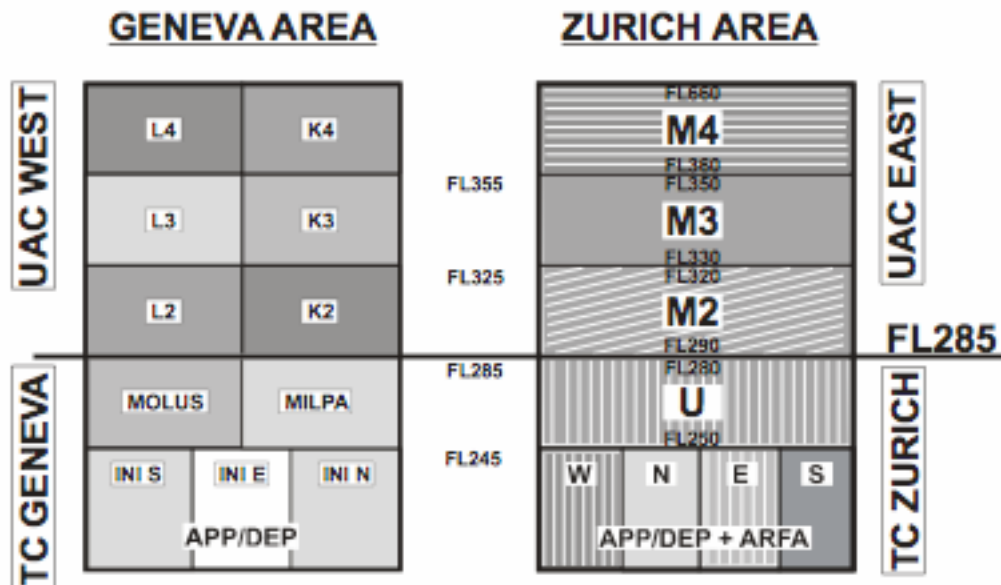 GENEVA AREA
ZURICH AREA
UAC WEST
L4
K4
L3
K3
L2
K2
FL355
FL325
FL660
M4
FL360
FL350
M3
FL330
FL320
M2
FL290
UAC EAST
FL285
TC GENEVA
MOLUS
MILPA
INI S
INI E
INI N
APP/DEP
FL285
FL245
FL280
U
FL250
W
N
E
S
APP/DEP + ARFA
TC ZURICH